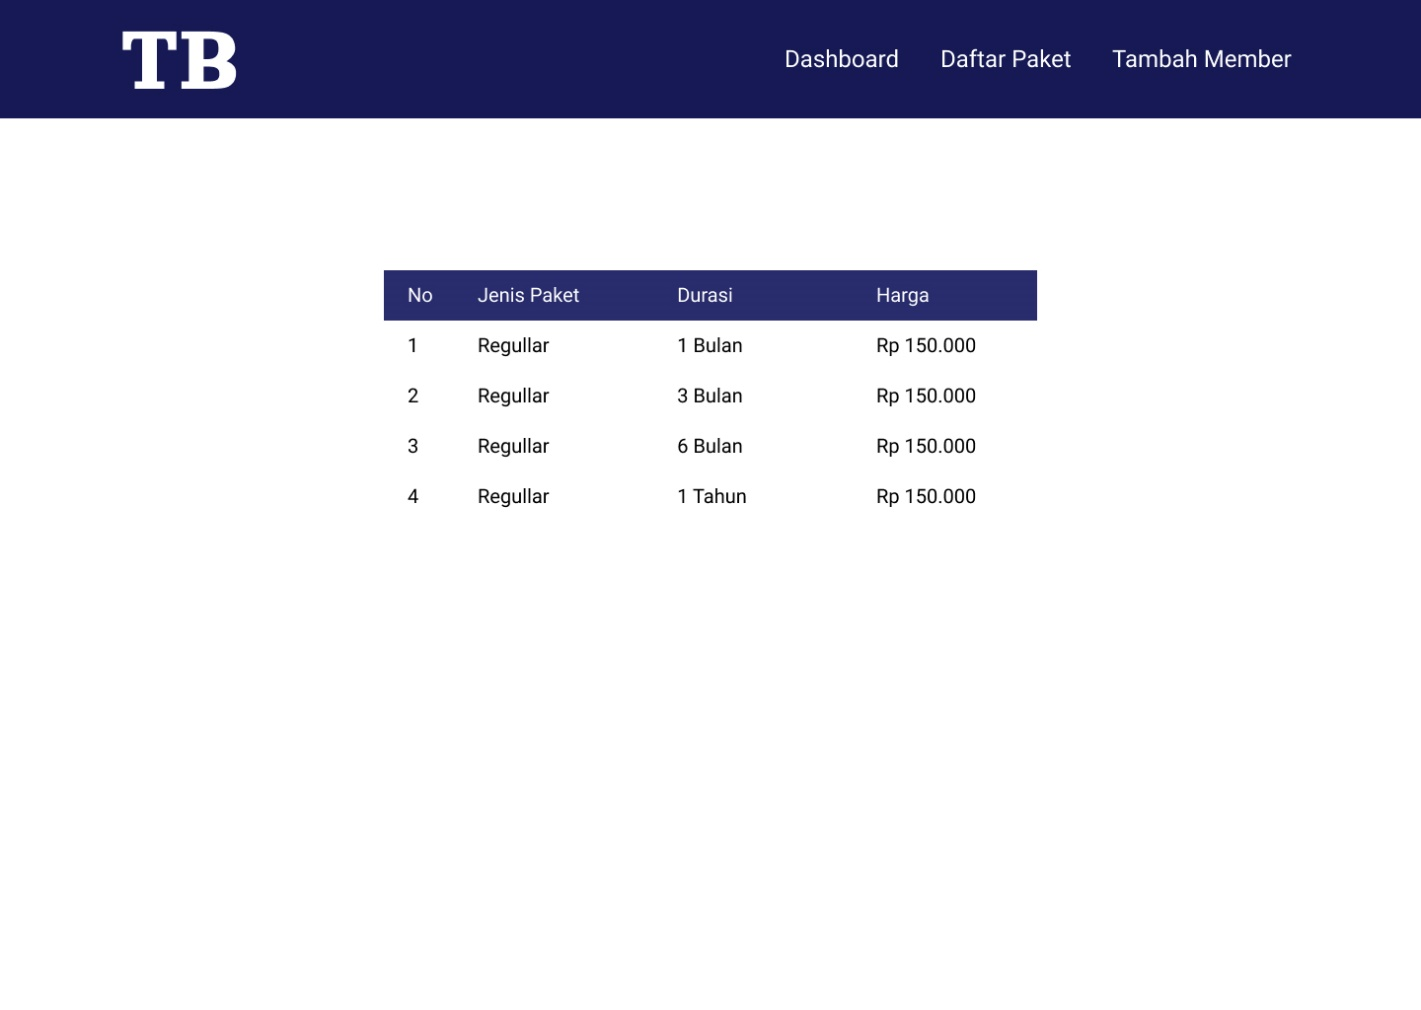 TB Dashboard Daftar Paket Tambah Member
No Jenis Paket Durasi Harga
1 Regullar 1 Bulan Rp 150.000
2 Regullar 3 Bulan Rp 150.000
3 Regullar 6 Bulan Rp 150.000
4 Regullar 1 Tahun Rp 150.000